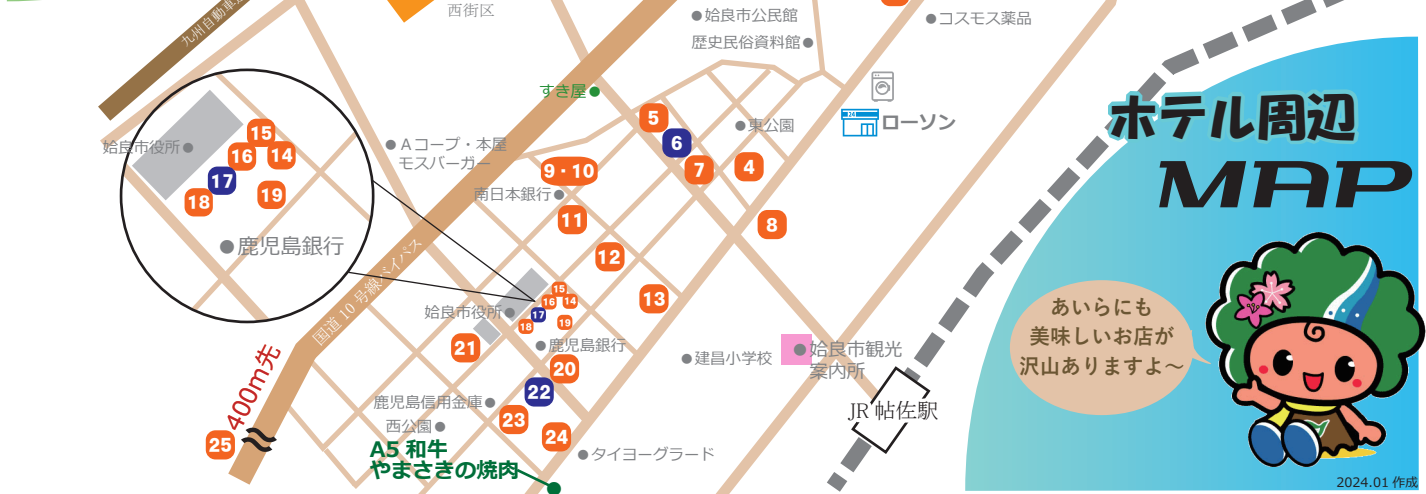 西街区
九州自動車道
姶良市公民館
歴史民俗資料館
コスモス薬品
すき屋
5
6
7
4
東公園
ローソン
ホテル周辺
MAP
姶良市役所
15
16
14
17
18
19
鹿児島銀行
Aコープ・本屋
モスバーガー
9・10
南日本銀行
11
8
12
13
国道10号線バイパス
姶良市役所
15
16
14
17
18
19
鹿児島銀行
21
20
22
建昌小学校
姶良市観光
案内所
あいらにも
美味しいお店が
沢山ありますよ~
JR帖佐駅
400m先
25
鹿児島信用金庫
西公園
23
24
A5 和牛
やまさきの焼肉
タイヨーグラード
2024.01 作成